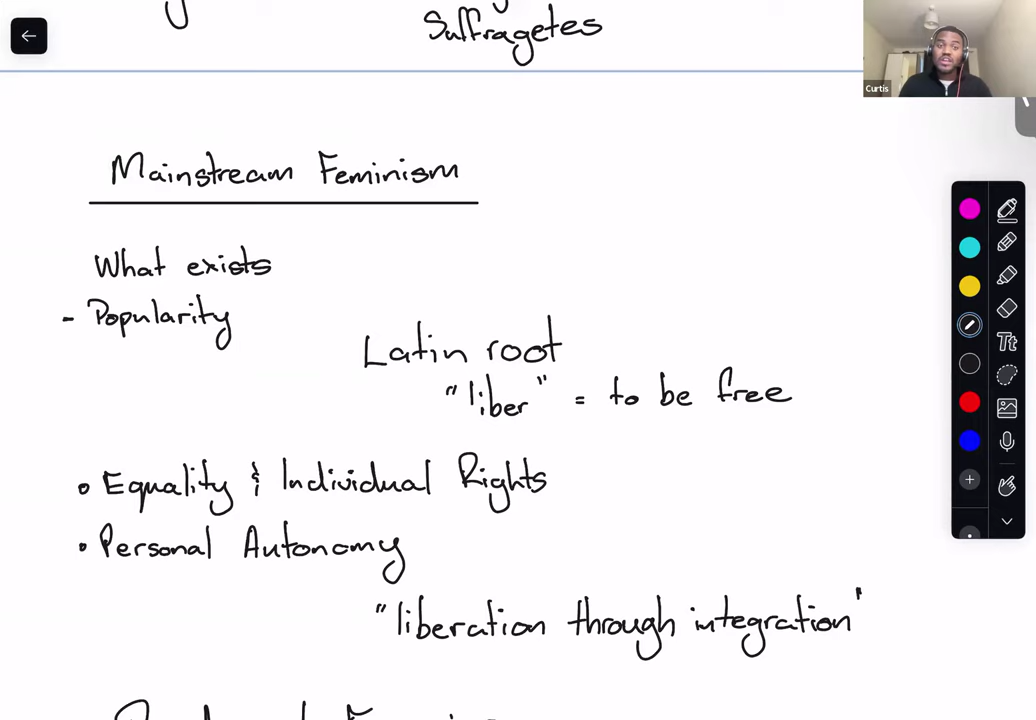 Suffragetes
Curtis
Mainstream Feminism
What exists
- Popularity
Latin root
"liber" = to be free
• Equality & Individual Rights
• Personal Autonomy
"liberation through integration"
Tt